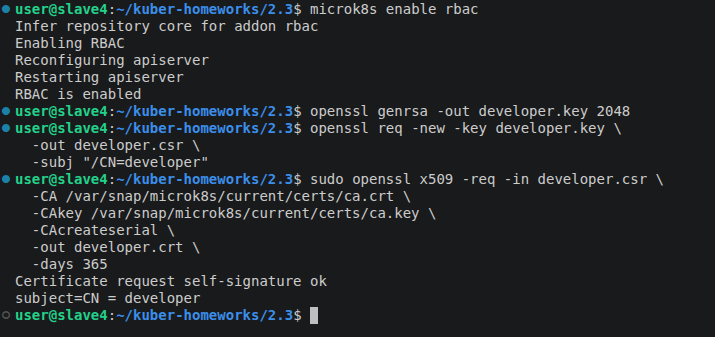 user@slave4:~/kuber-homeworks/2.3$ microk8s enable rbac
Infer repository core for addon rbac
Enabling RBAC
Reconfiguring apiserver
Restarting apiserver
RBAC is enabled
user@slave4:~/kuber-homeworks/2.3$ openssl genrsa -out developer.key 2048
user@slave4:~/kuber-homeworks/2.3$ openssl req -new -key developer.key \
  -out developer.csr \
  -subj "/CN=developer"
user@slave4:~/kuber-homeworks/2.3$ sudo openssl x509 -req -in developer.csr \
  -CA /var/snap/microk8s/current/certs/ca.crt \
  -CAkey /var/snap/microk8s/current/certs/ca.key \
  -CAcreateserial \
  -out developer.crt \
  -days 365
Certificate request self-signature ok
subject=CN = developer
user@slave4:~/kuber-homeworks/2.3$